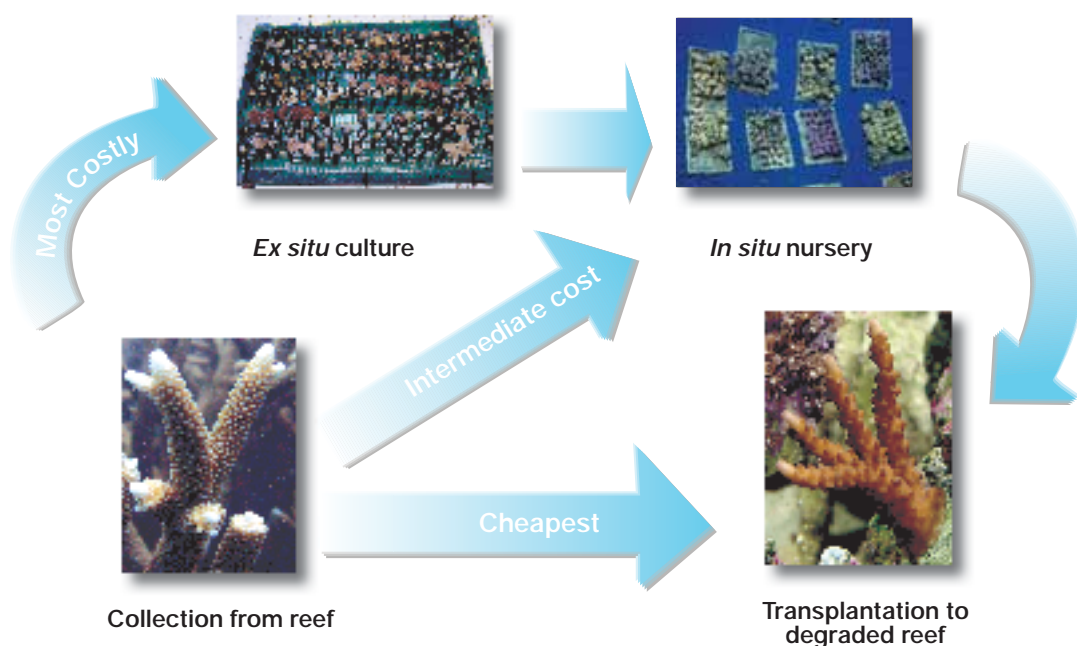 Most Costly
Ex situ culture
In situ nursery
Intermediate cost
Cheapest
Collection from reef
Transplantation to
degraded reef